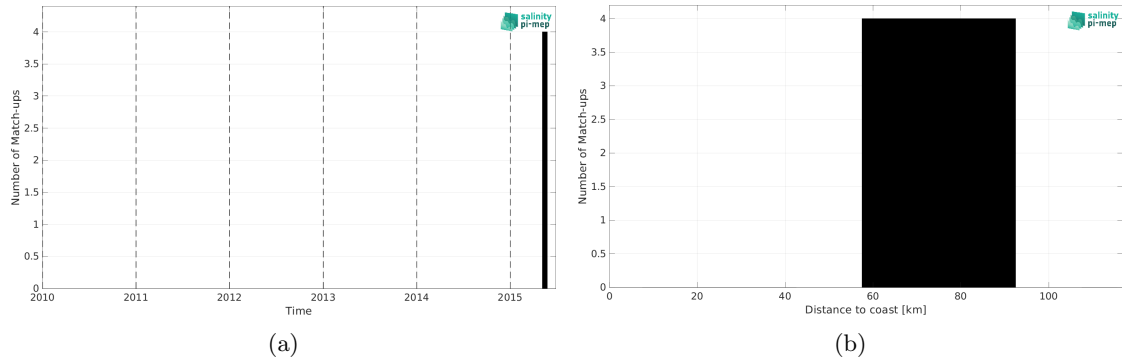 salinity
pi-mep
4
3.5
3
2.5
2
1.5
1
0.5
0
Number of Match-ups
2010 2011 2012 2013 2014 2015
Time
(a)
salinity
pi-mep
4
3.5
3
2.5
2
1.5
1
0.5
0
Number of Match-ups
0 20 40 60 80 100
Distance to coast [km]
(b)